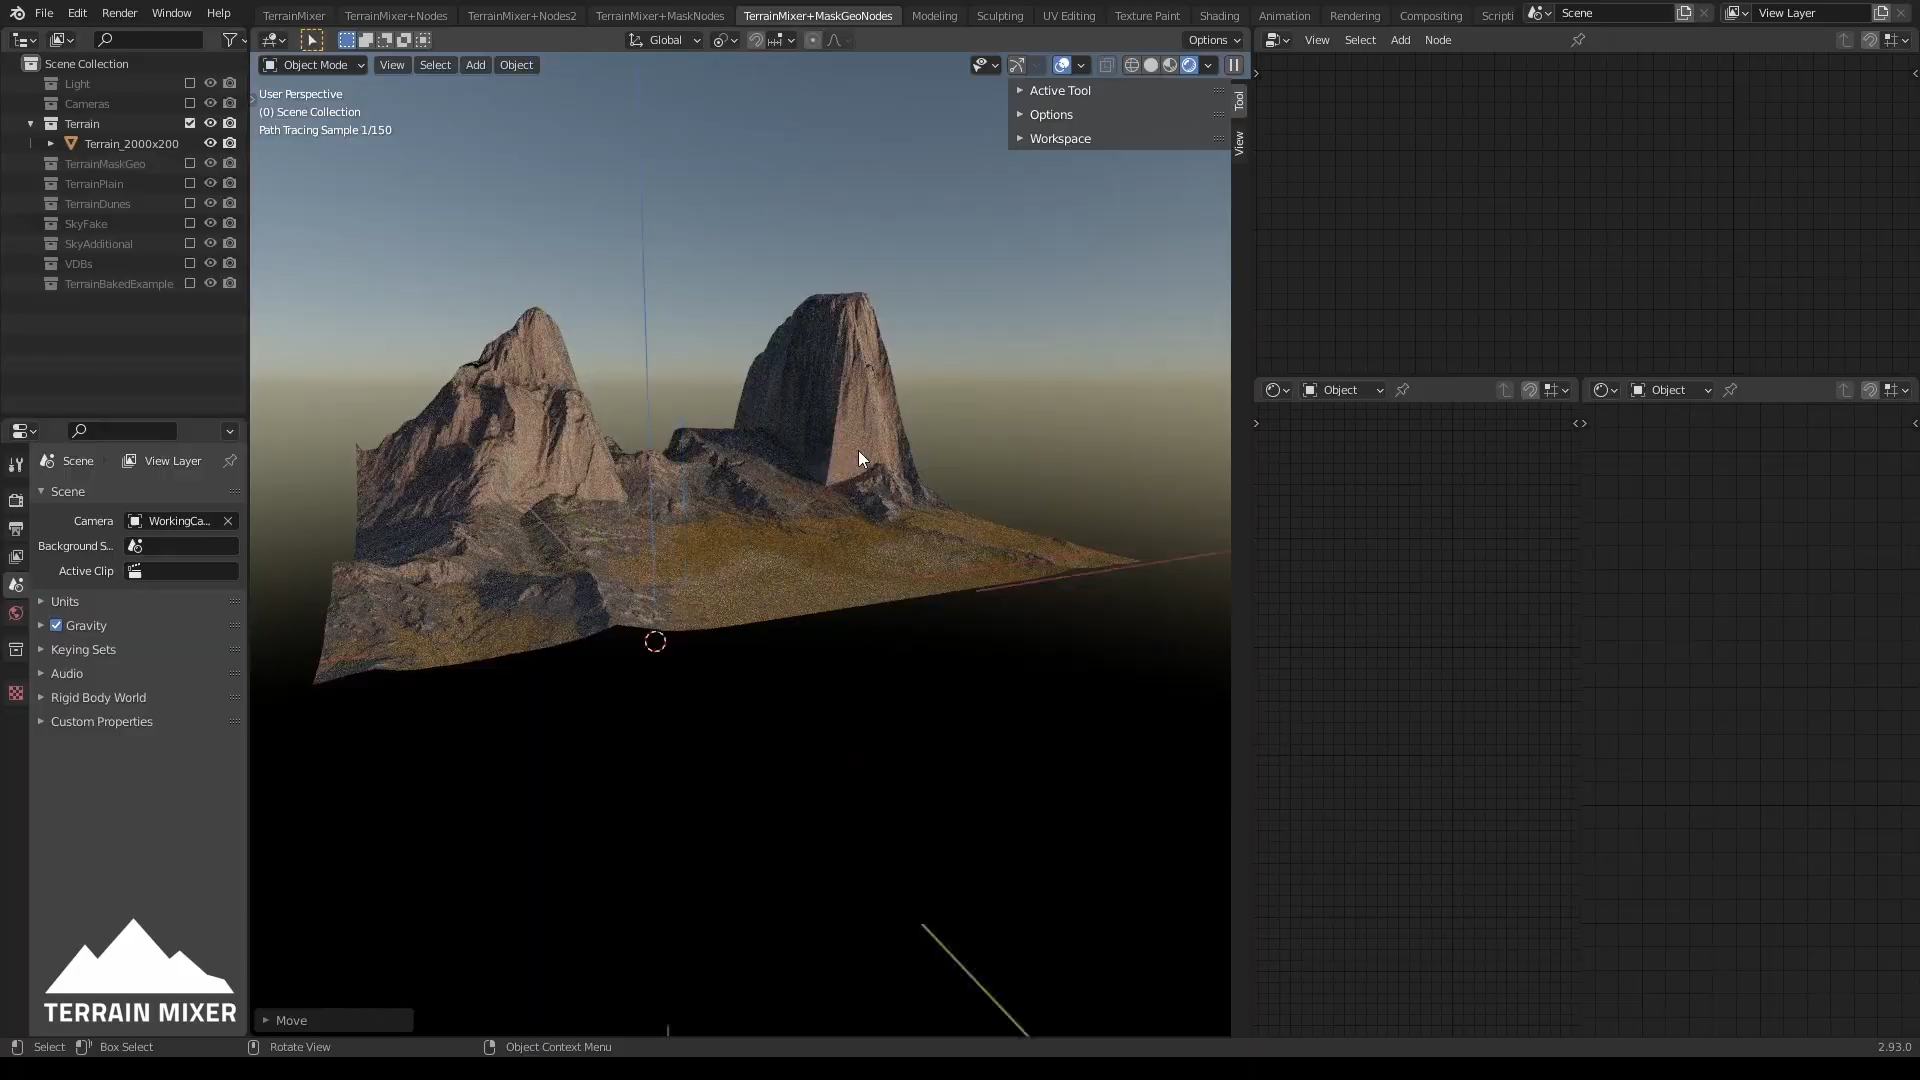 File Edit Render Window Help TerrainMixer TerrainMixer+Nodes TerrainMixer+Nodes2 TerrainMixer+MaskNodes TerrainMixer+MaskGeoNodes Modeling Sculpting UV Editing Texture Paint Shading Animation Rendering Compositing Scripti Scene View Layer
Global Options View Select Add Node
Scene Collection
Light
Cameras
Terrain
Terrain_2000x200
TerrainMaskGeo
TerrainPlain
TerrainDunes
SkyFake
SkyAdditional
VDBs
TerrainBakedExample
Object Mode View Select Add Object
User Perspective
(0) Scene Collection
Path Tracing Sample 1/150
Active Tool
Options
Workspace
Tool
View
Object Object
Scene View Layer
Scene
Camera WorkingCa...
Background S...
Active Clip
Units
Gravity
Keying Sets
Audio
Rigid Body World
Custom Properties
TERRAIN MIXER
Move
Select Box Select Rotate View Object Context Menu 2.93.0